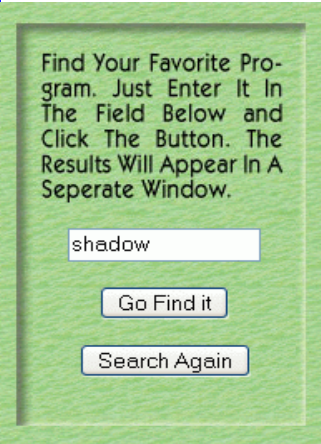 Find Your Favorite Pro-
gram. Just Enter It In
The Field Below and
Click The Button. The
Results Will Appear In A
Seperate Window.
shadow
Go Find it
Search Again